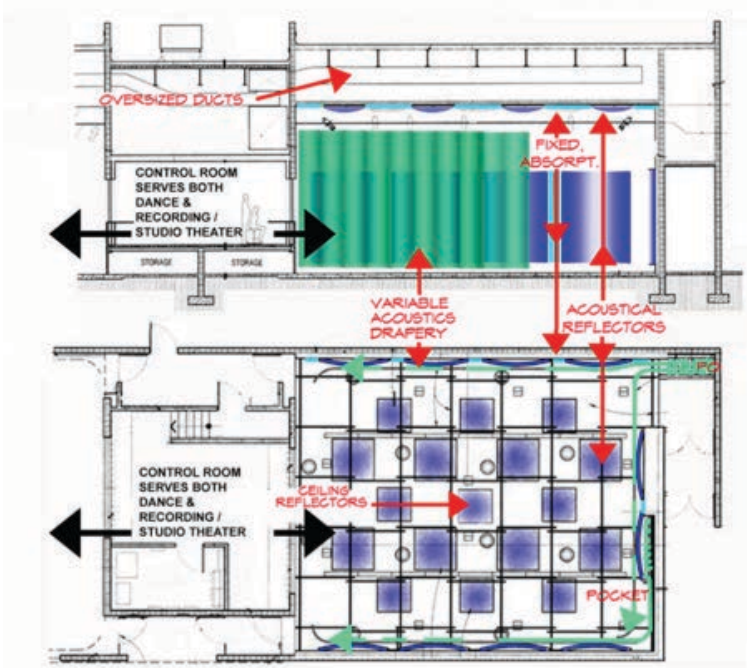 OVERSIZED DUCTS
FIXED,
ABSORPT.
CONTROL ROOM
SERVES BOTH
DANCE &
RECORDING /
STUDIO THEATER
STORAGE
STORAGE
VARIABLE
ACOUSTICS
DRAPERY
ACOUSTICAL
REFLECTORS
CONTROL ROOM
SERVES BOTH
DANCE &
RECORDING /
STUDIO THEATER
CEILING
REFLECTORS
POCKET